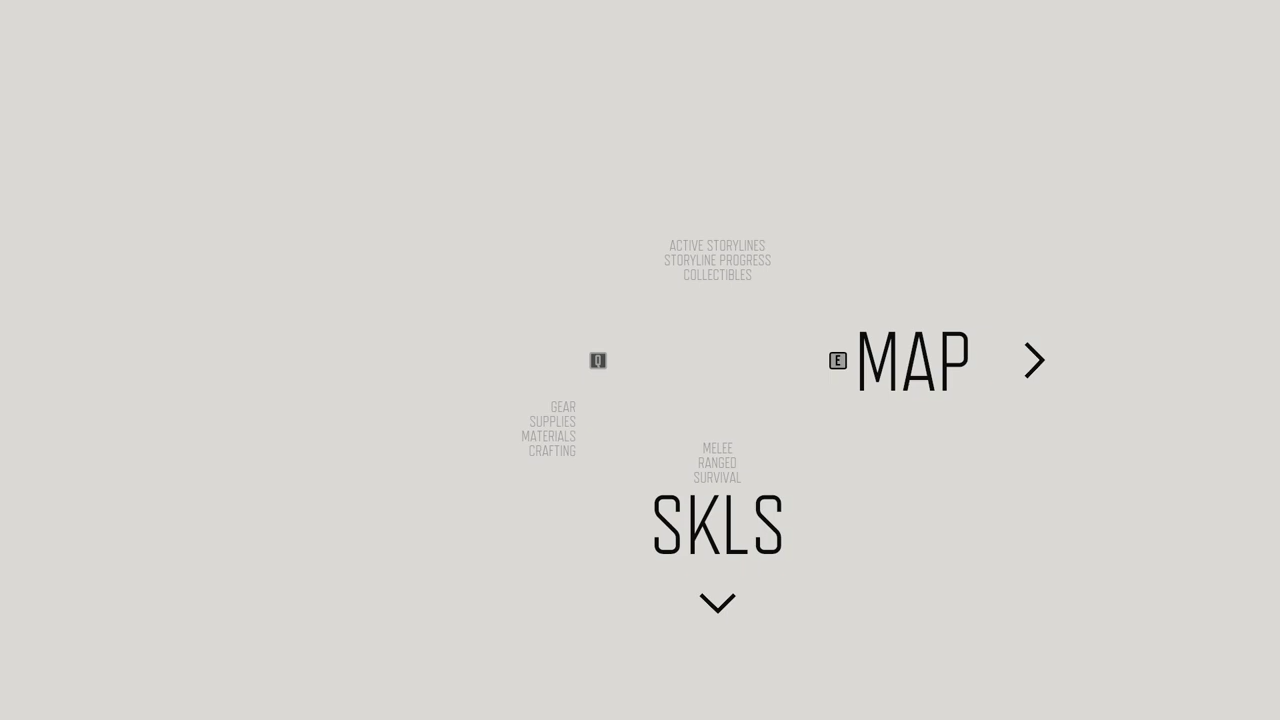 ACTIVE STORYLINES
STORYLINE PROGRESS
COLLECTIBLES
Q
E MAP
GEAR
SUPPLIES
MATERIALS
CRAFTING
MELEE
RANGED
SURVIVAL
SKLS